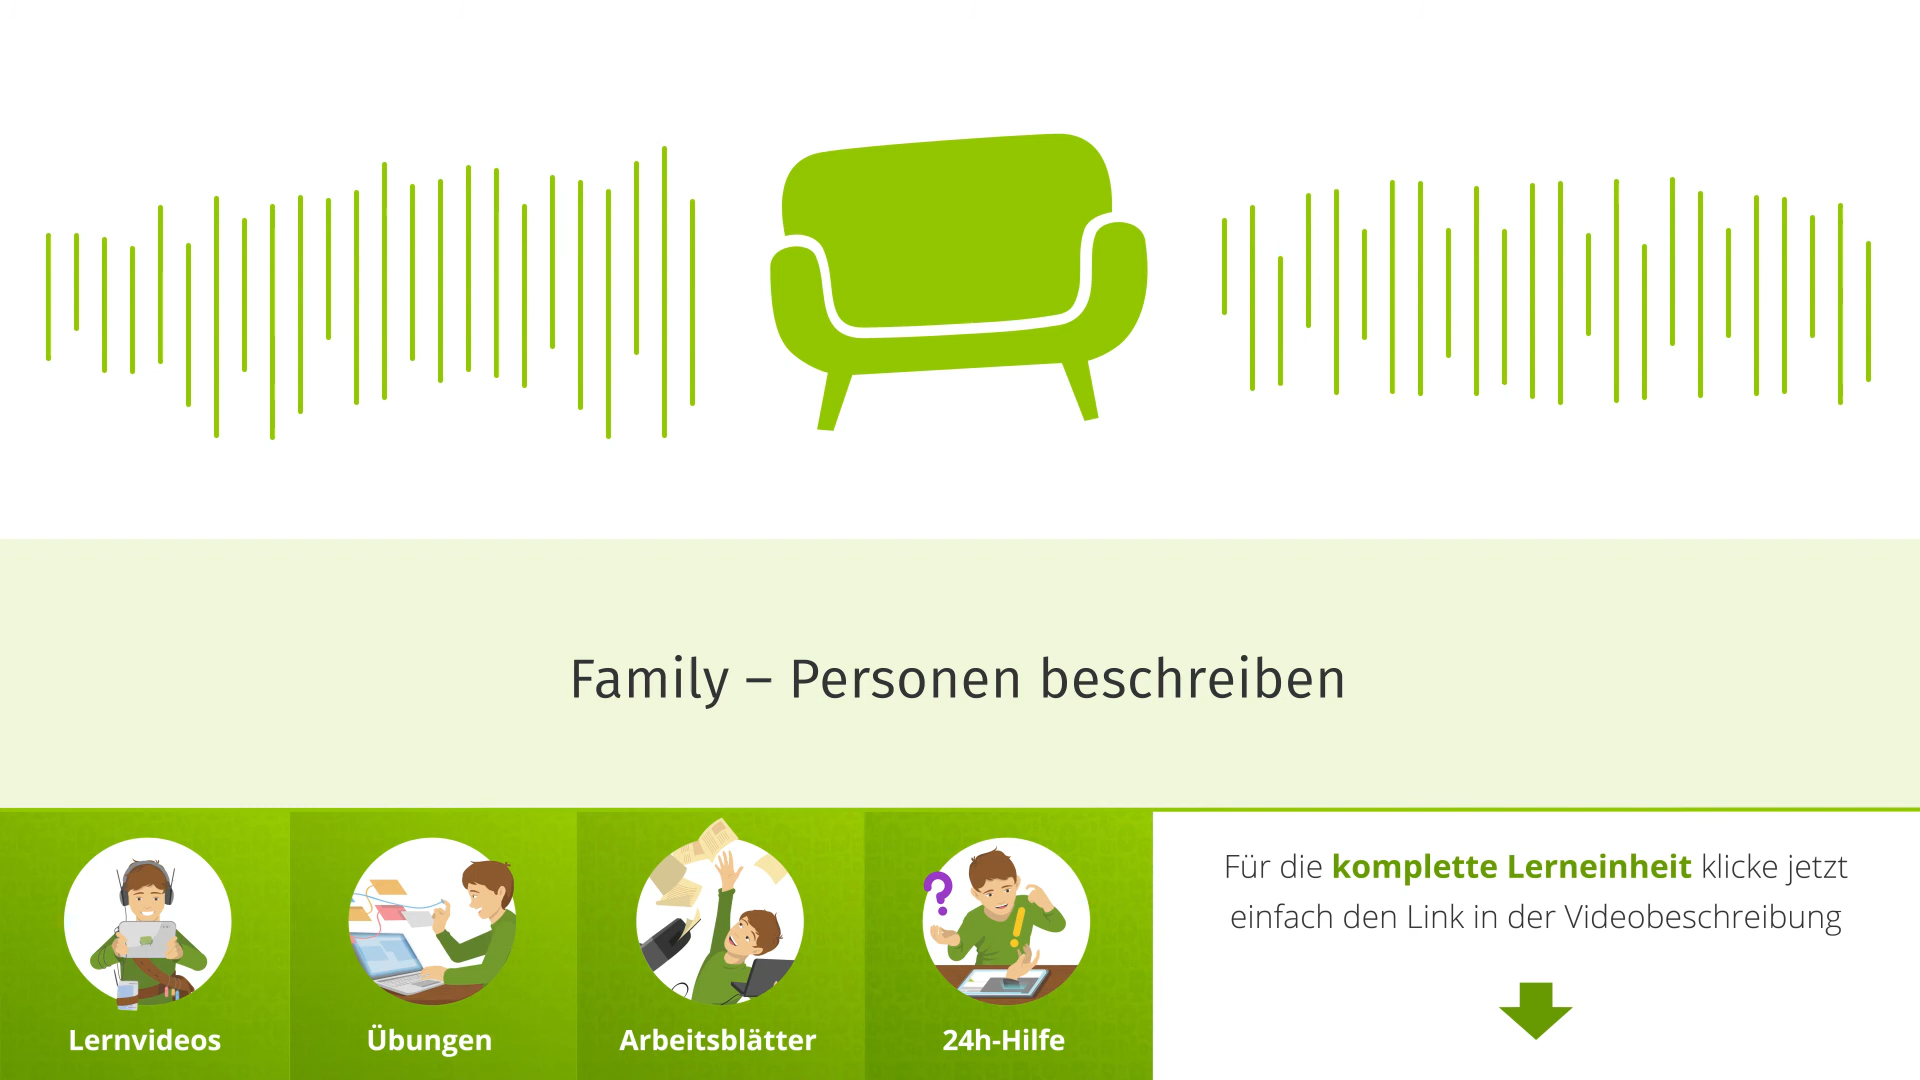 Family – Personen beschreiben
Lernvideos
Übungen
Arbeitsblätter
24h-Hilfe
Für die komplette Lerneinheit klicke jetzt
einfach den Link in der Videobeschreibung